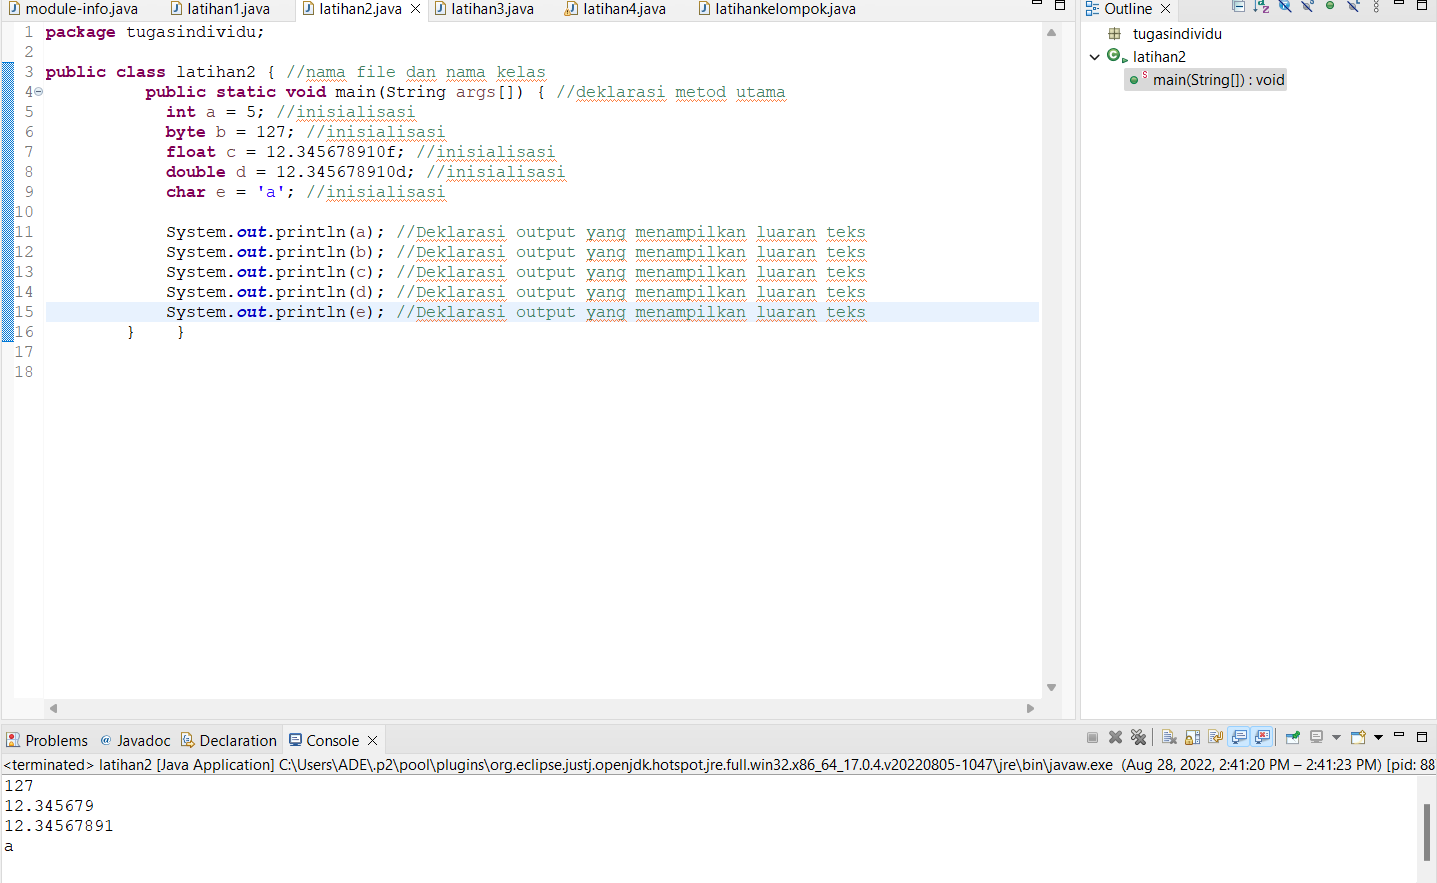 module-info.java latihan1.java latihan2.java latihan3.java latihan4.java latihankelompok.java
1 package tugasindividu;
2
3 public class latihan2 { //nama file dan nama kelas
4 public static void main(String args[]) { //deklarasi metod utama
5 int a = 5; //inisialisasi
6 byte b = 127; //inisialisasi
7 float c = 12.345678910f; //inisialisasi
8 double d = 12.345678910d; //inisialisasi
9 char e = 'a'; //inisialisasi
10
11 System.out.println(a); //Deklarasi output yang menampilkan luaran teks
12 System.out.println(b); //Deklarasi output yang menampilkan luaran teks
13 System.out.println(c); //Deklarasi output yang menampilkan luaran teks
14 System.out.println(d); //Deklarasi output yang menampilkan luaran teks
15 System.out.println(e); //Deklarasi output yang menampilkan luaran teks
16 } }
17
18
Outline
tugasindividu
latihan2
main(String[]) : void
Problems Javadoc Declaration Console
<terminated> latihan2 [Java Application] C:\Users\ADE\.p2\pool\plugins\org.eclipse.justj.openjdk.hotspot.jre.full.win32.x86_64_17.0.4.v20220805-1047\jre\bin\javaw.exe (Aug 28, 2022, 2:41:20 PM – 2:41:23 PM) [pid: 88
127
12.345679
12.34567891
a